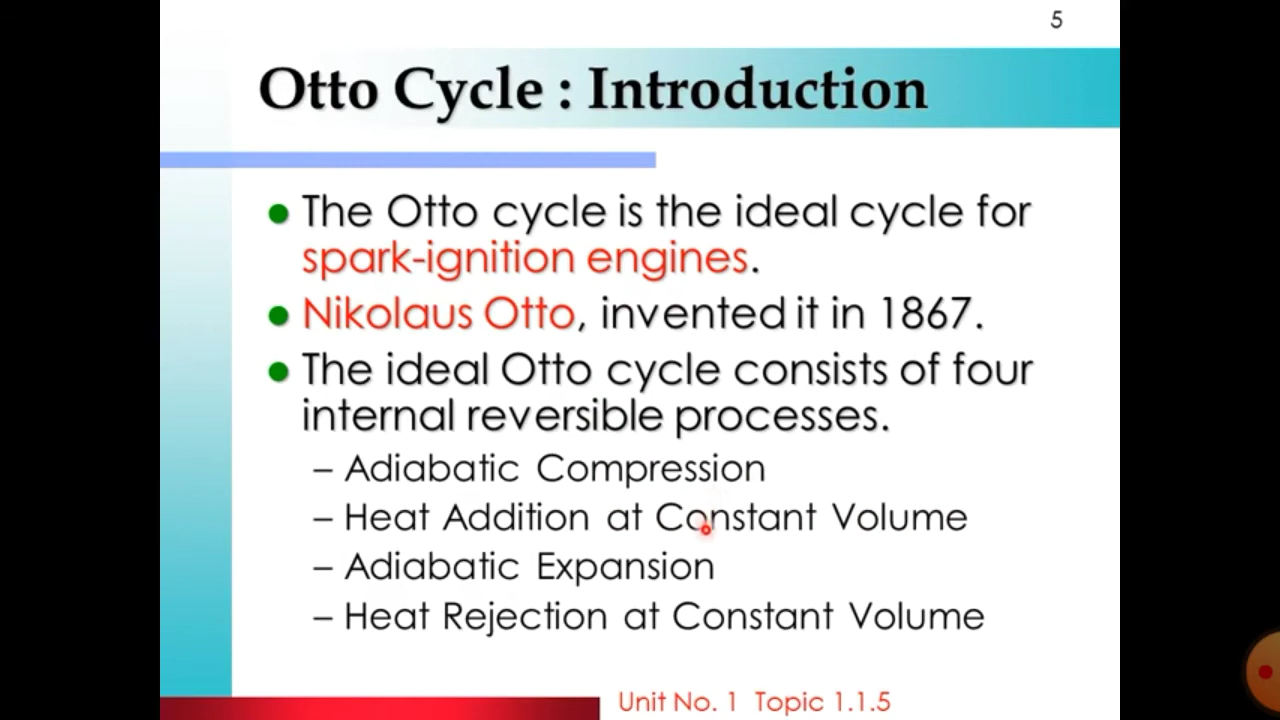 5
Otto Cycle : Introduction
The Otto cycle is the ideal cycle for
spark-ignition engines.
Nikolaus Otto, invented it in 1867.
The ideal Otto cycle consists of four
internal reversible processes.
– Adiabatic Compression
– Heat Addition at Constant Volume
– Adiabatic Expansion
– Heat Rejection at Constant Volume
Unit No. 1 Topic 1.1.5